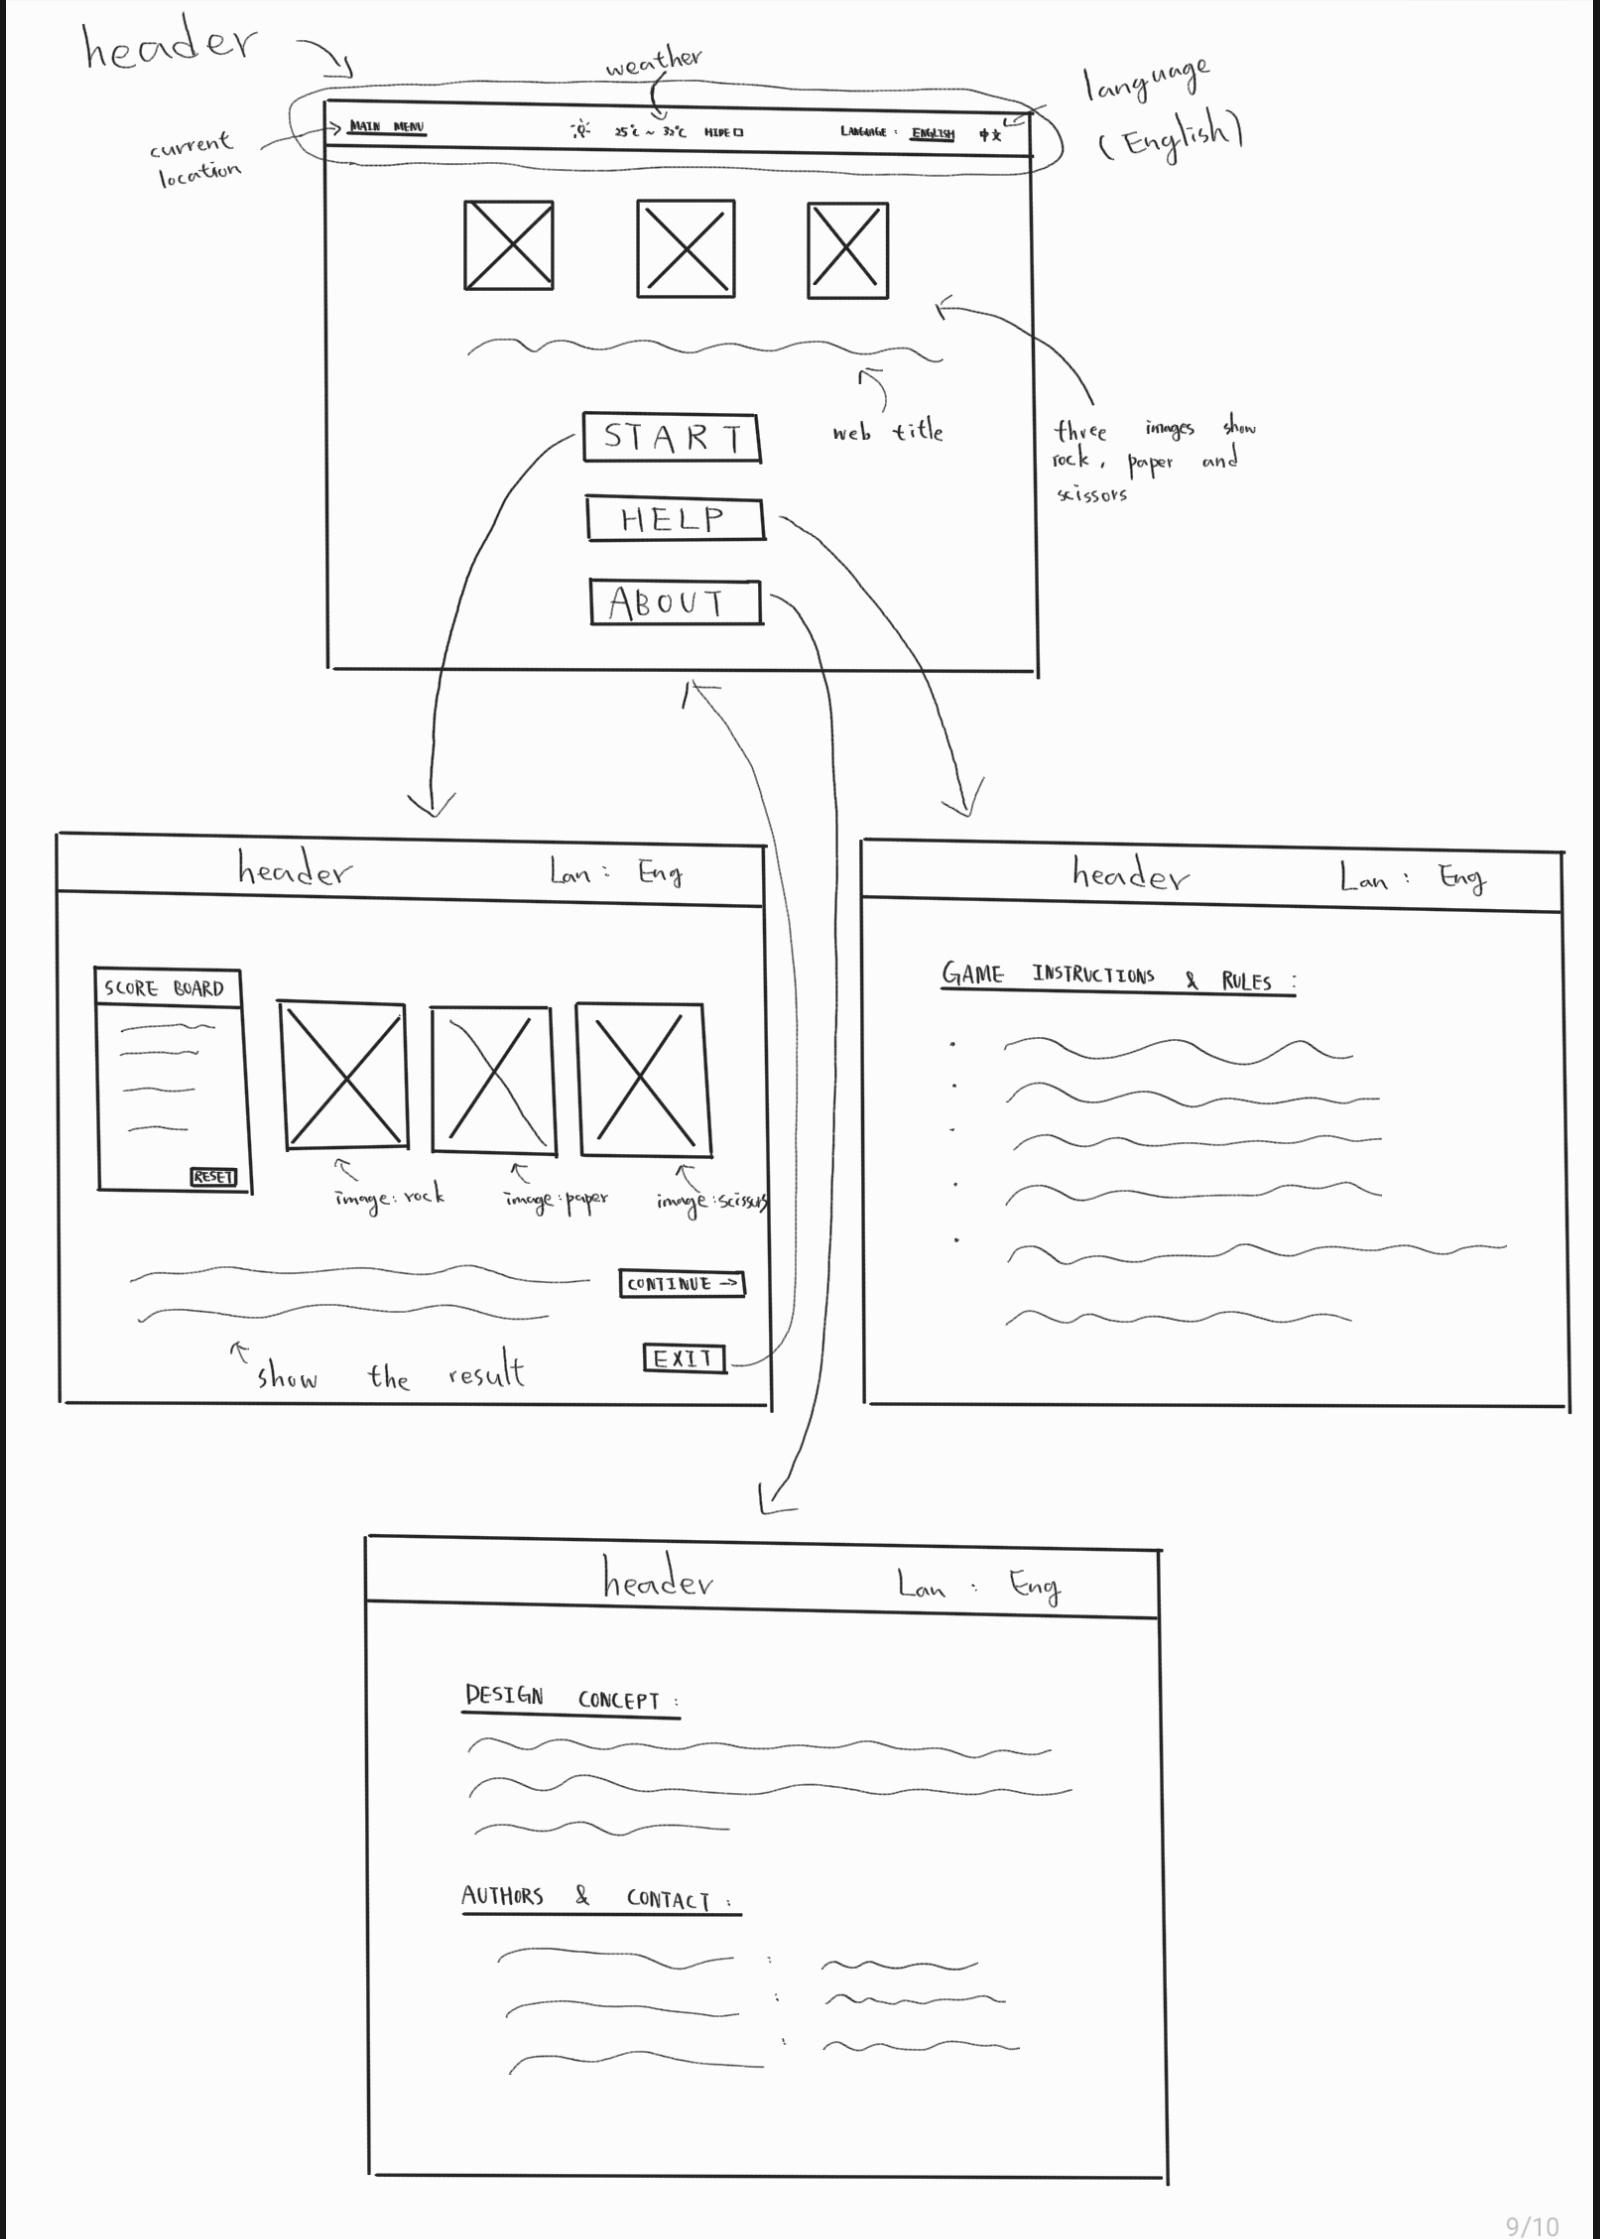 header
weather
language
(English)
current
location
MAIN MENU
25°C ~ 32°C HIDE
LANGUAGE : ENGLISH 中文
web title
three images show
rock, paper and
scissors
START
HELP
ABOUT
header Lan : Eng
SCORE BOARD
RESET
image: rock
image: paper
image: scissors
CONTINUE →
EXIT
show the result
header Lan : Eng
GAME INSTRUCTIONS & RULES :
header Lan : Eng
DESIGN CONCEPT :
AUTHORS & CONTACT :
9/10